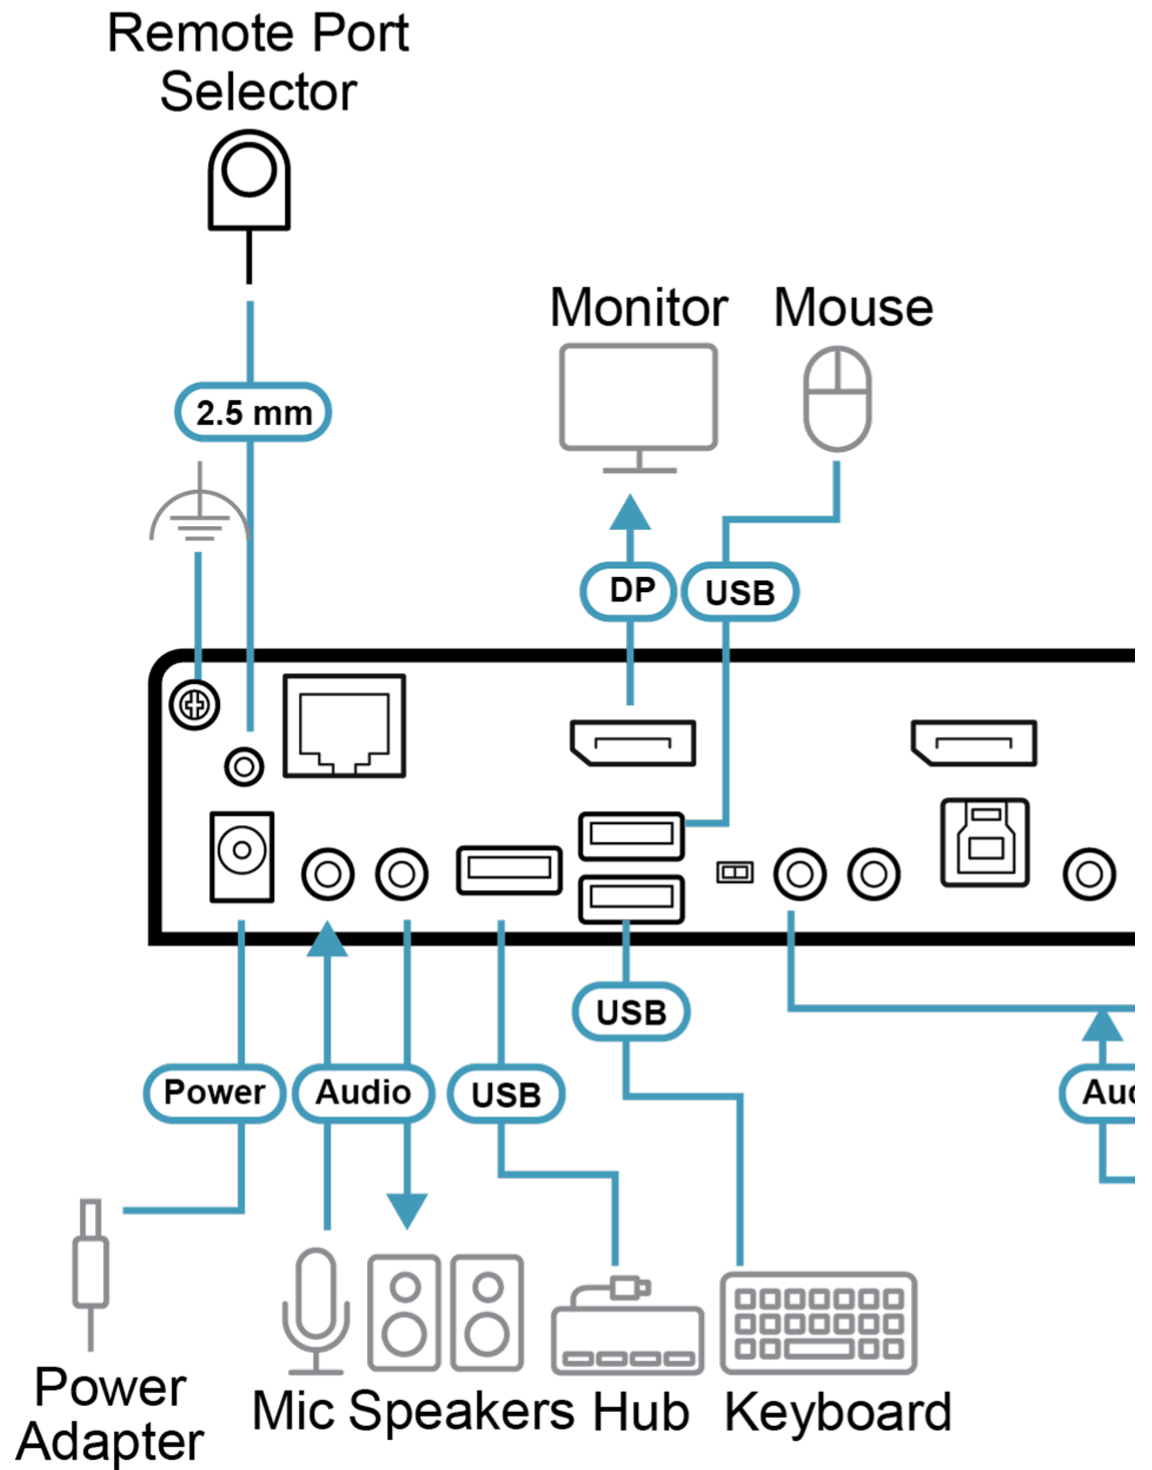 Remote Port
Selector
2.5 mm
Monitor
Mouse
DP
USB
USB
Power
Audio
USB
Power
Adapter
Mic
Speakers
Hub
Keyboard